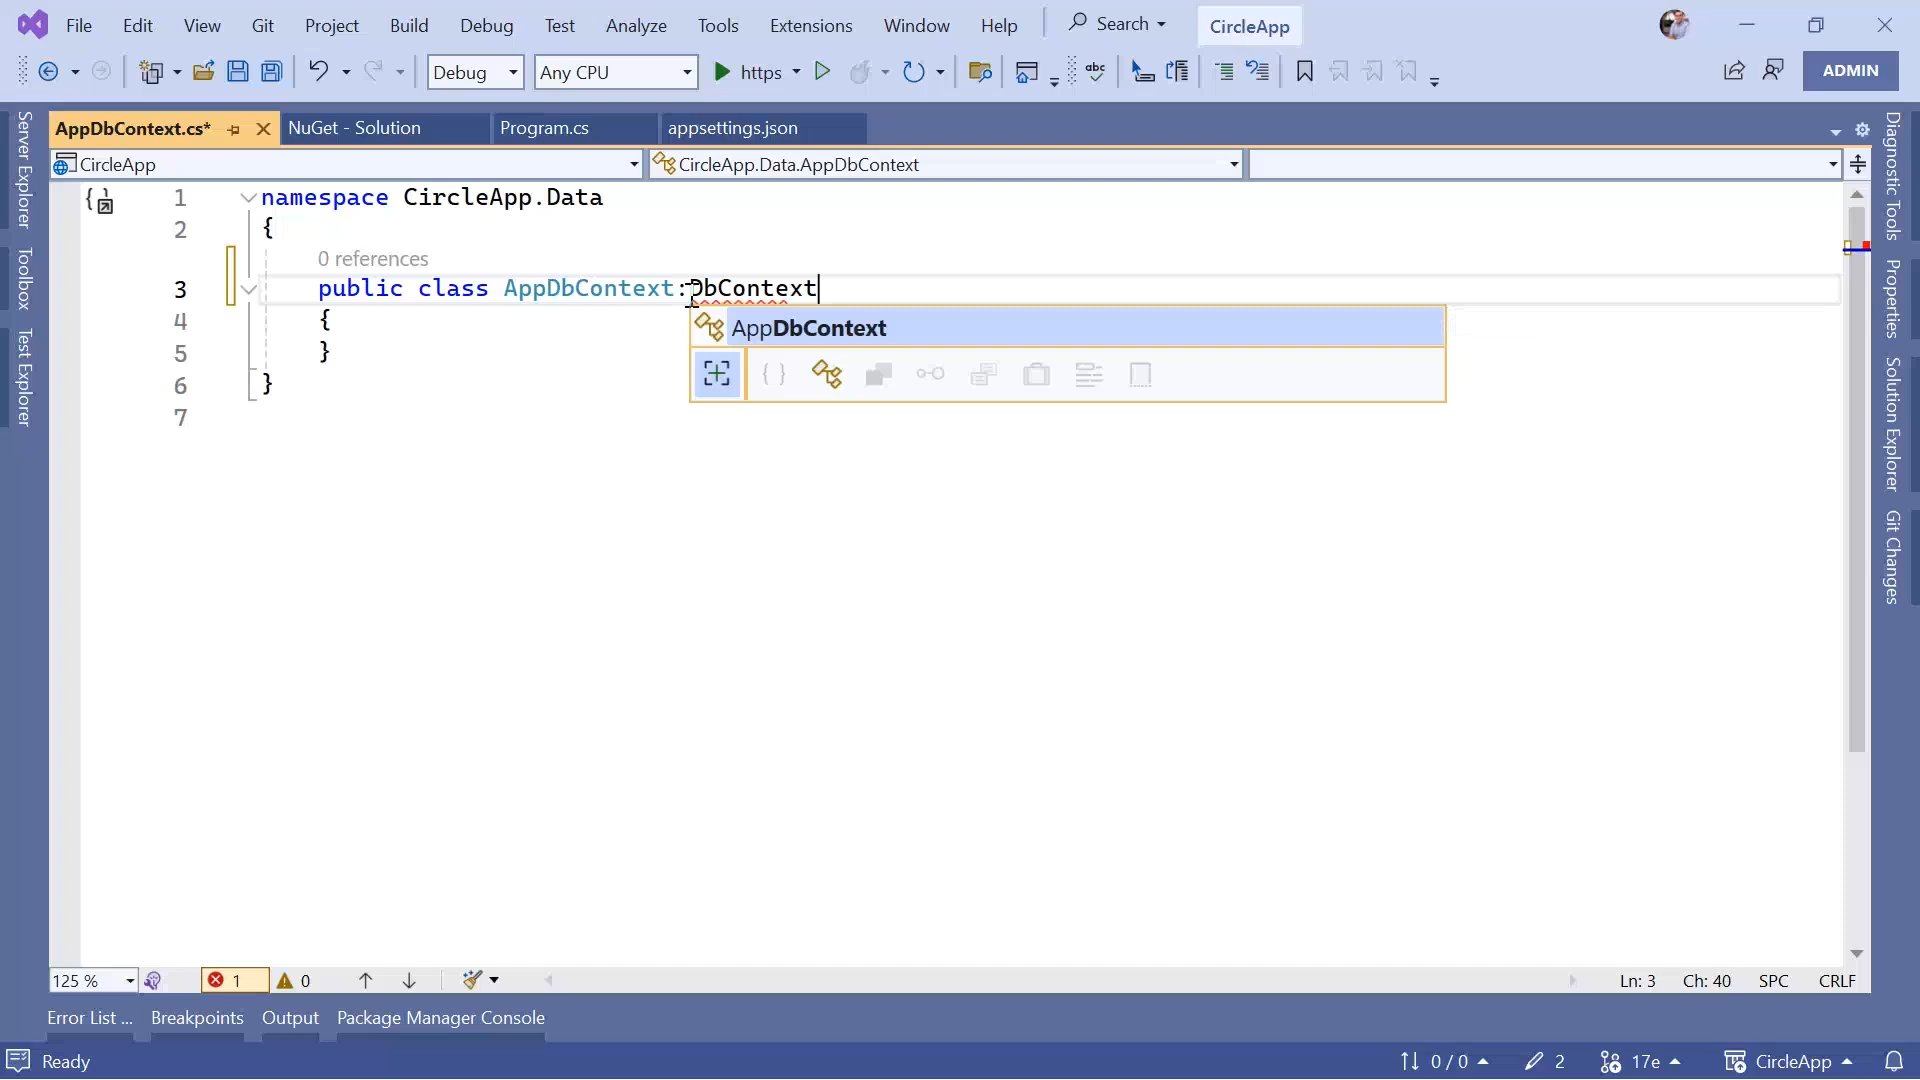 File Edit View Git Project Build Debug Test Analyze Tools Extensions Window Help Search CircleApp
Debug Any CPU https abc ADMIN
AppDbContext.cs* NuGet - Solution Program.cs appsettings.json
CircleApp CircleApp.Data.AppDbContext
Server Explorer
Toolbox
Test Explorer
1 namespace CircleApp.Data
2 {
0 references
3 public class AppDbContext:DbContext
AppDbContext
4 {
5 }
6 }
7
Diagnostic Tools
Properties
Solution Explorer
Git Changes
125 % 1 0 Ln: 3 Ch: 40 SPC CRLF
Error List ... Breakpoints Output Package Manager Console
Ready 0 / 0 2 17e CircleApp